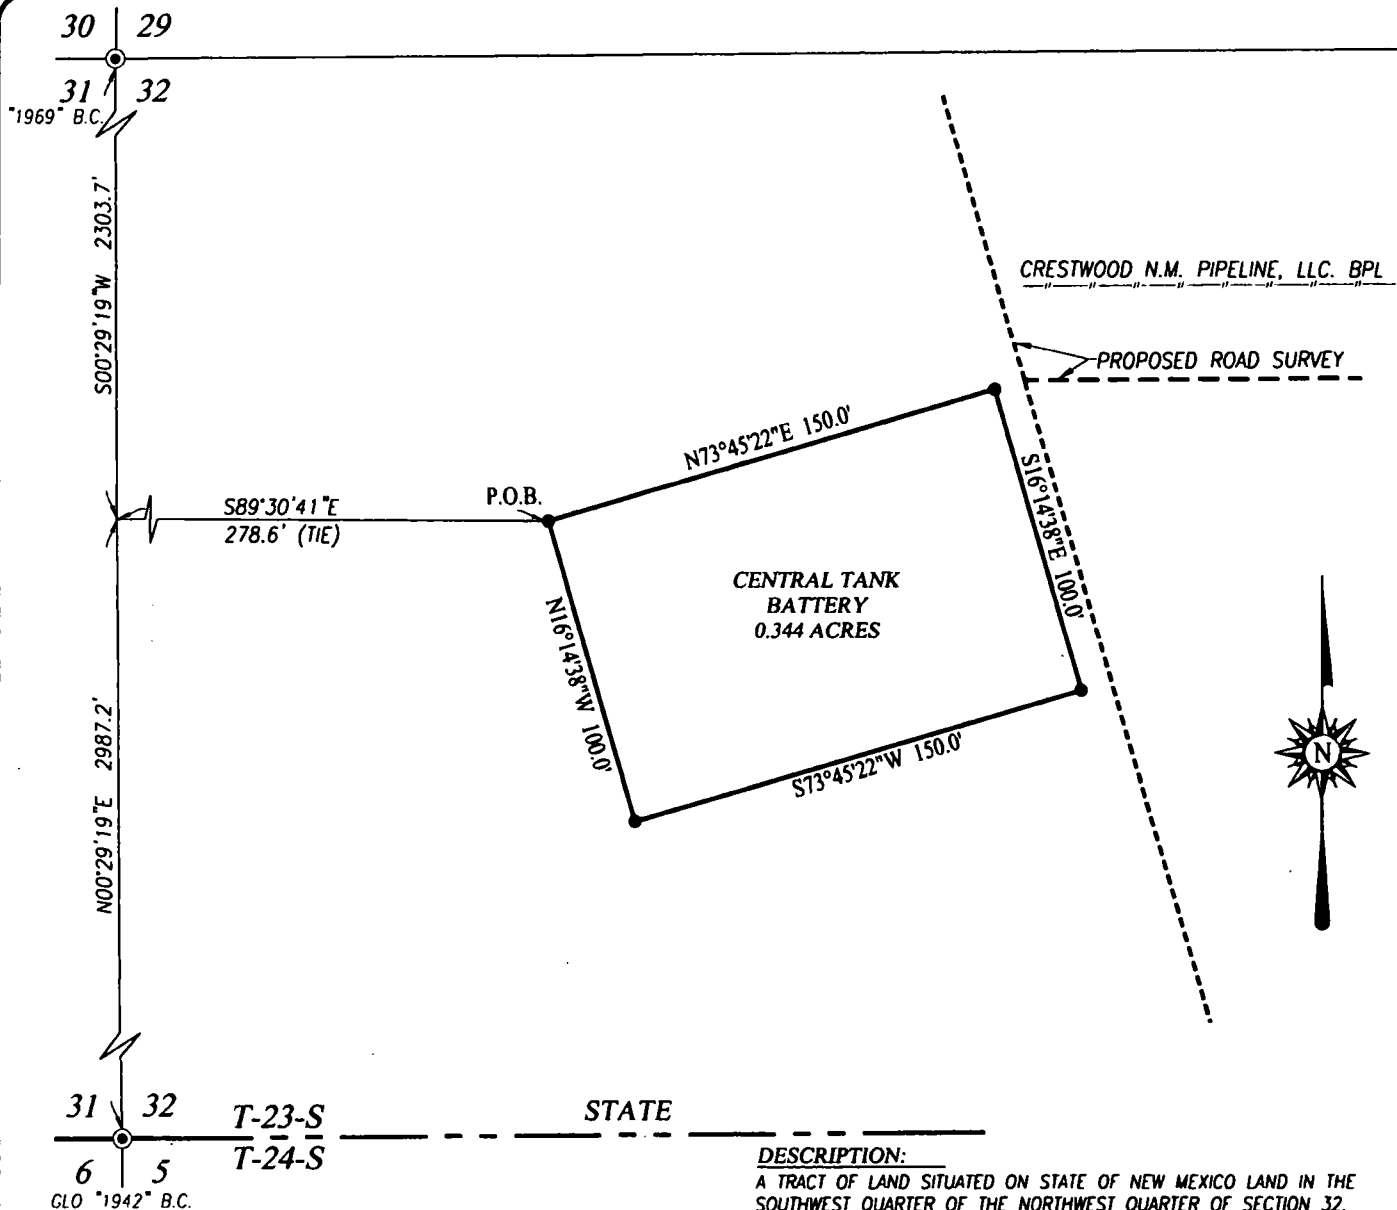 30 29
31 32
"1969" B.C.
S00°29'19"W 2303.7'
CRESTWOOD N.M. PIPELINE, LLC. BPL
PROPOSED ROAD SURVEY
N73°45'22"E 150.0'
S16°14'38"E 100.0'
P.O.B.
S89°30'41"E
278.6' (TIE)
CENTRAL TANK
BATTERY
0.344 ACRES
N16°14'38"W 100.0'
S73°45'22"W 150.0'
N
N00°29'19"E 2987.2'
31 32
T-23-S
STATE
T-24-S
6 5
GLO "1942" B.C.
DESCRIPTION:
A TRACT OF LAND SITUATED ON STATE OF NEW MEXICO LAND IN THE
SOUTHWEST QUARTER OF THE NORTHWEST QUARTER OF SECTION 32,